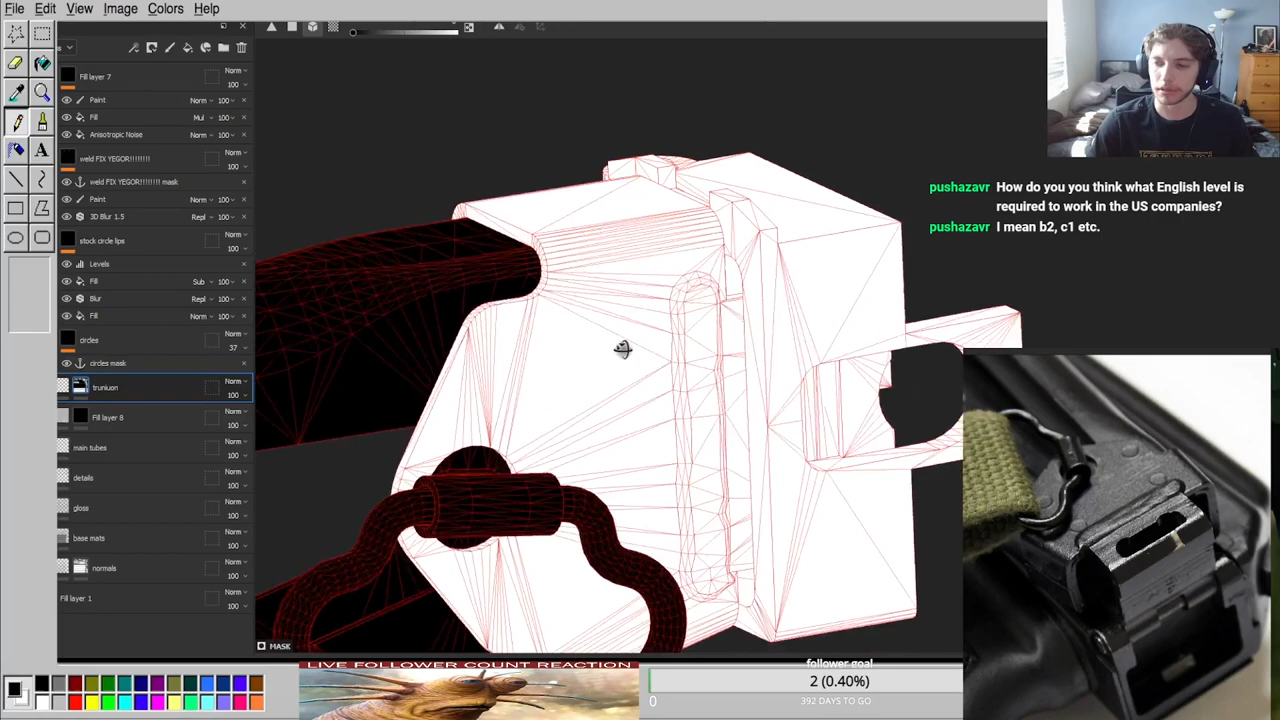 File Edit View Image Colors Help
Fill layer 7 Norm
100
Paint Norm 100
Fill Mul 100
Anisotropic Noise Norm 100
weld FIX YEGOR!!!!!!!! Norm
100
weld FIX YEGOR!!!!!!!! mask
Paint Norm 100
3D Blur 1.5 Repl 100
stock circle lips Norm
100
Levels
Fill Sub 100
Blur Repl 100
Fill Norm 100
circles Norm
37
circles mask
truniuon Norm
100
Fill layer 8 Norm
100
main tubes Norm
100
details Norm
100
gloss Norm
100
base mats Norm
100
normals Norm
100
Fill layer 1 Norm
100
MASK
A
pushazavr How do you you think what English level is
required to work in the US companies?
pushazavr I mean b2, c1 etc.
LIVE FOLLOWER COUNT REACTION
follower goal
2 (0.40%)
0 392 DAYS TO GO